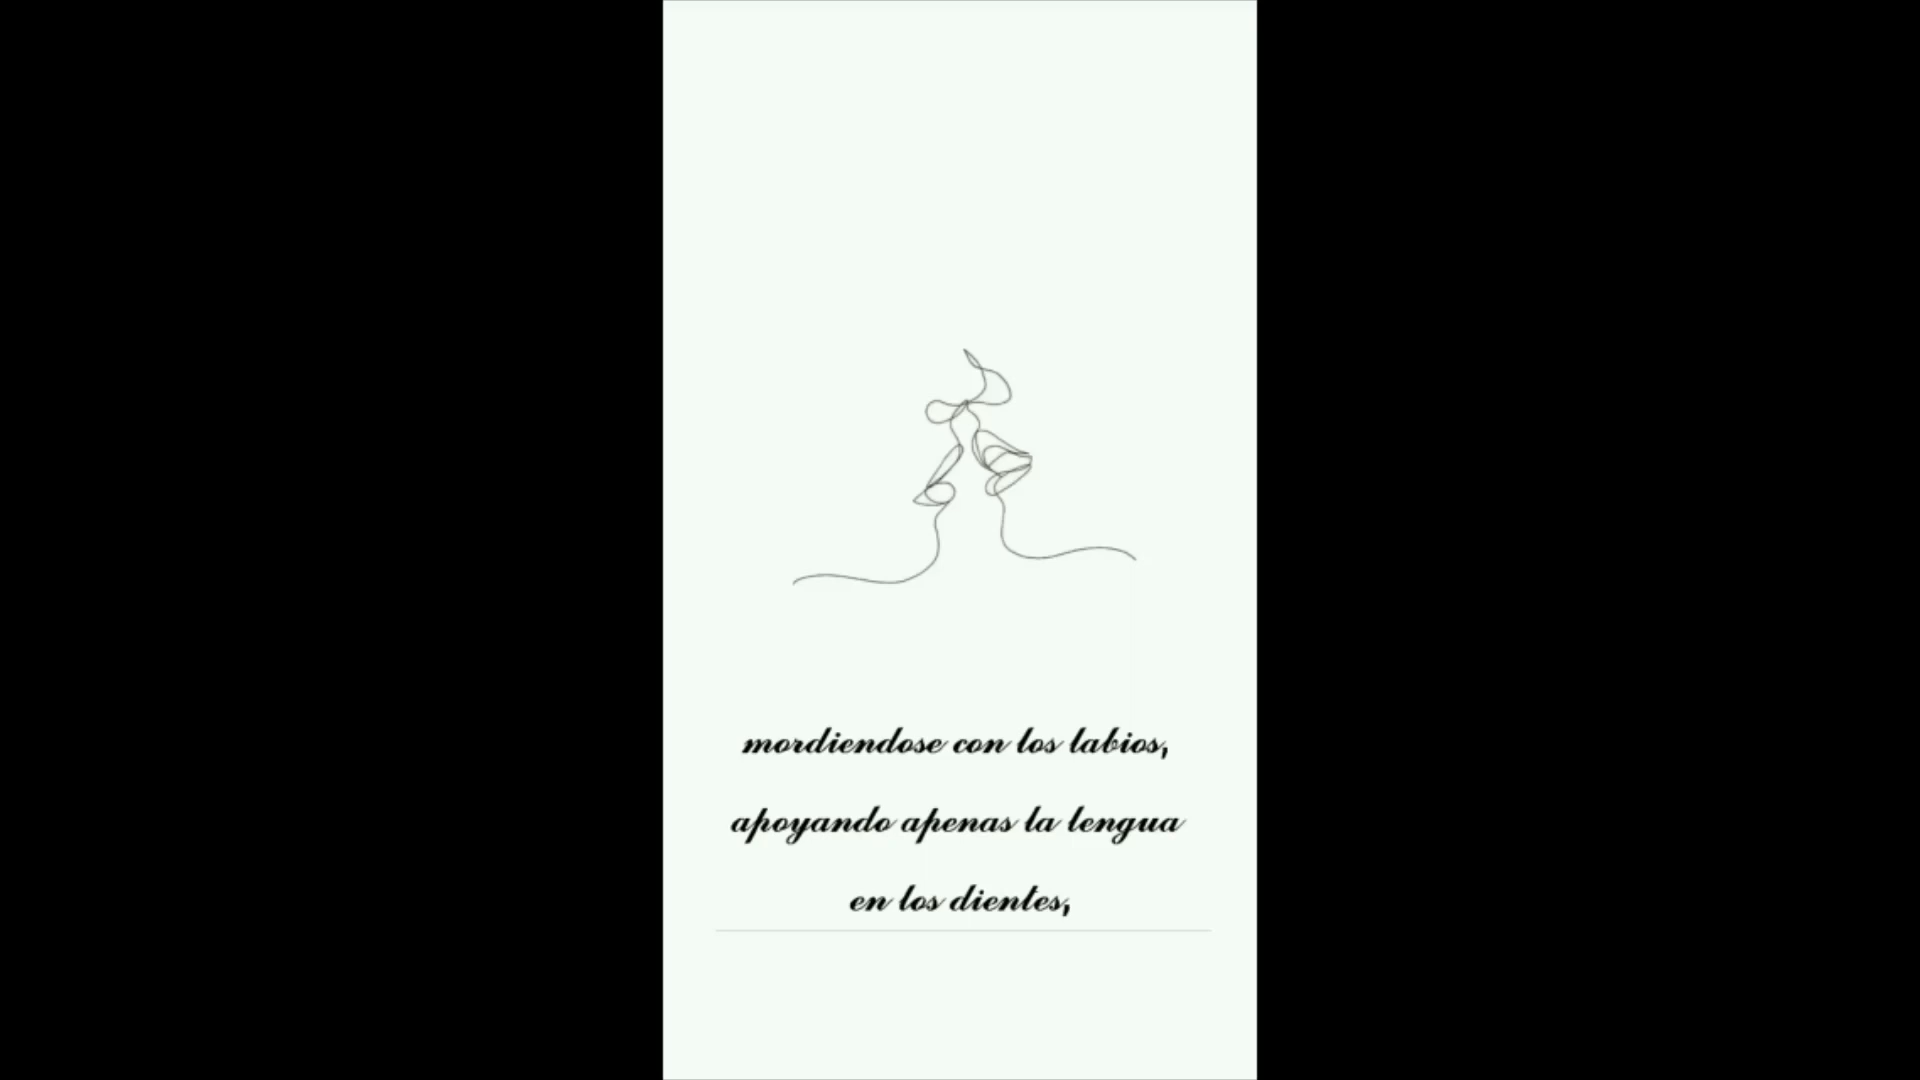 mordiendose con los labios,
apoyando apenas la lengua
en los dientes,